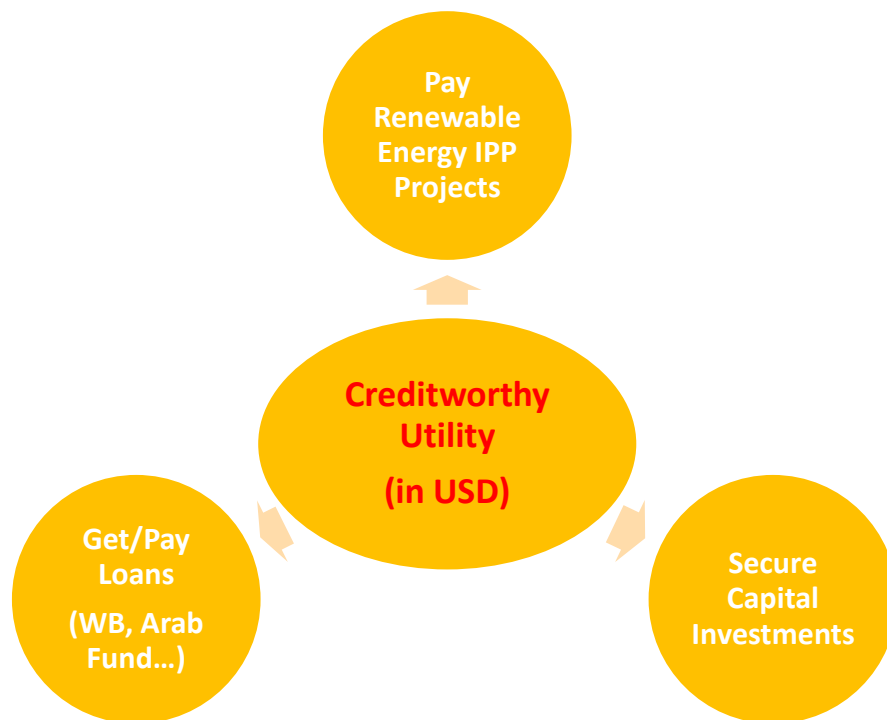 Pay
Renewable
Energy IPP
Projects
Creditworthy
Utility
(in USD)
Get/Pay
Loans
(WB, Arab
Fund...)
Secure
Capital
Investments